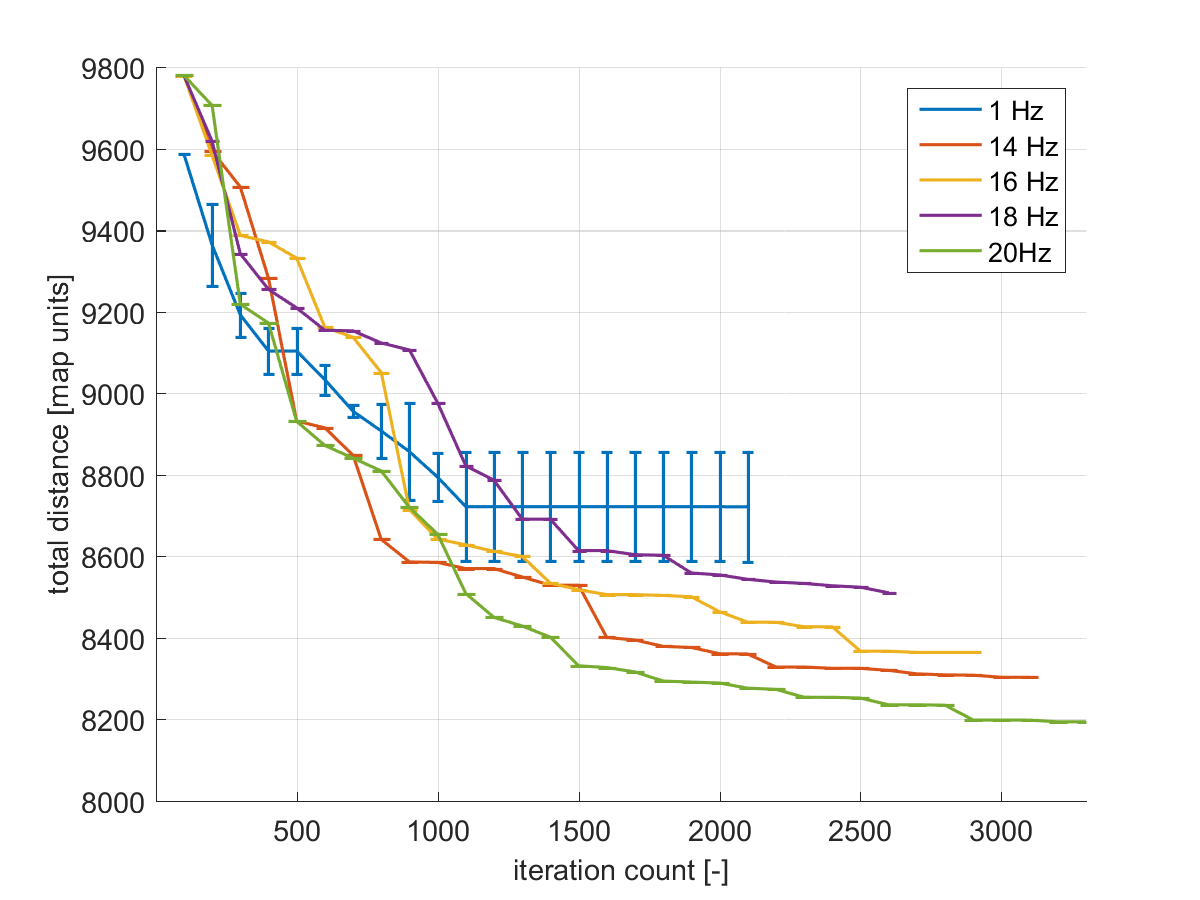 9800
9600
9400
9200
9000
8800
8600
8400
8200
8000
total distance [map units]
500 1000 1500 2000 2500 3000
iteration count [-]
1 Hz
14 Hz
16 Hz
18 Hz
20Hz